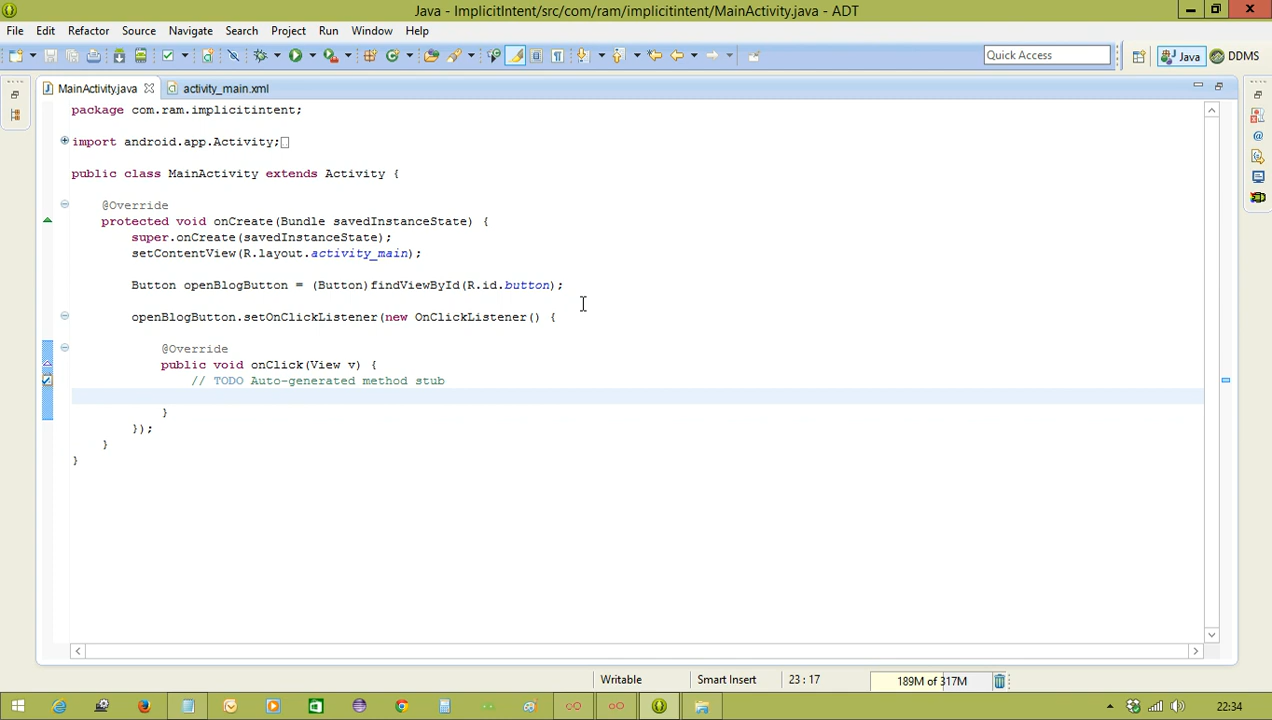 Java - ImplicitIntent/src/com/ram/implicitintent/MainActivity.java - ADT
File Edit Refactor Source Navigate Search Project Run Window Help
Quick Access Java DDMS
MainActivity.java activity_main.xml
package com.ram.implicitintent;
import android.app.Activity;
public class MainActivity extends Activity {
@Override
protected void onCreate(Bundle savedInstanceState) {
super.onCreate(savedInstanceState);
setContentView(R.layout.activity_main);
Button openBlogButton = (Button)findViewById(R.id.button);
openBlogButton.setOnClickListener(new OnClickListener() {
@Override
public void onClick(View v) {
// TODO Auto-generated method stub
}
});
}
}
Writable Smart Insert 23 : 17 189M of 317M
22:34